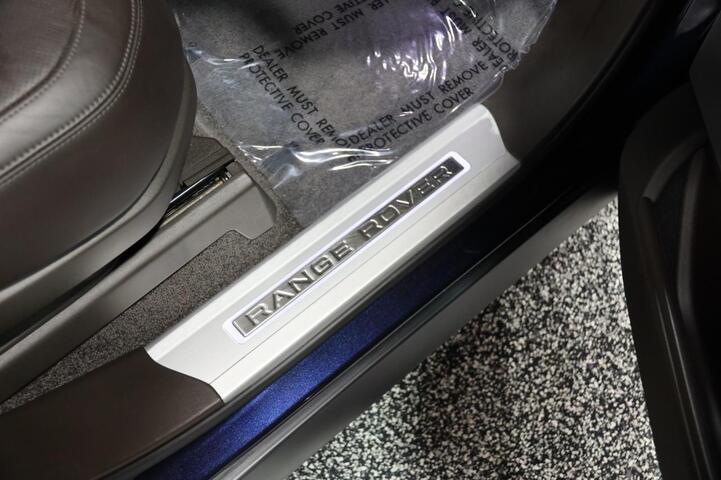 DEALER MUST REMOVE
PROTECTIVE COVER
DEALER MUST REMOVE
PROTECTIVE COVER
RANGE ROVER